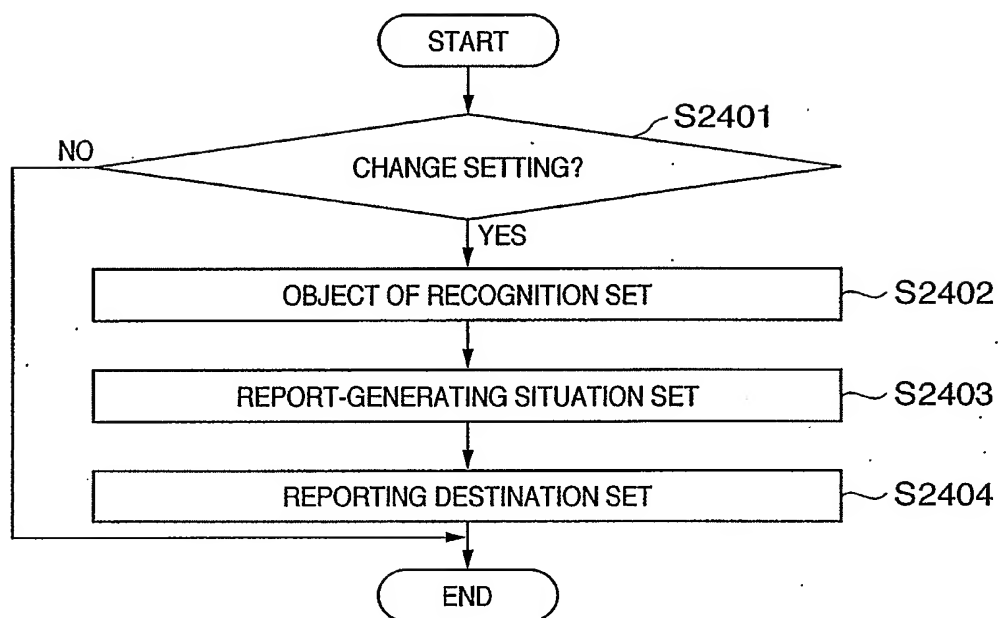 START
S2401
NO
CHANGE SETTING?
YES
OBJECT OF RECOGNITION SET
S2402
REPORT-GENERATING SITUATION SET
S2403
REPORTING DESTINATION SET
S2404
END